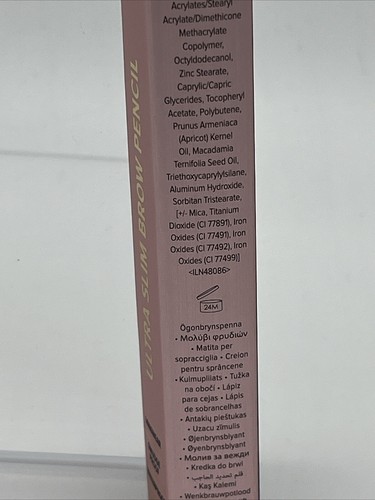 Acrylates/Stearyl
Acrylate/Dimethicone
Methacrylate
Copolymer,
Octyldodecanol,
Zinc Stearate,
Caprylic/Capric
Glycerides, Tocopheryl
Acetate, Polybutene,
Prunus Armeniaca
(Apricot) Kernel
Oil, Macadamia
Ternifolia Seed Oil,
Triethoxycaprylylsilane,
Aluminum Hydroxide,
Sorbitan Tristearate,
[+/- Mica, Titanium
Dioxide (CI 77891), Iron
Oxides (CI 77491), Iron
Oxides (CI 77492), Iron
Oxides (CI 77499)]
<ILN48086>
24M
Ögonbrynspenna
• Μολύβι φρυδιών
• Matita per
sopracciglia • Creion
pentru sprâncene
• Kulmupliiats • Tužka
na obočí • Lápiz
para cejas • Lápis
de sobrancelhas
• Antakių pieštukas
• Uzacu zīmulis
• Øjenbrynsblyant
• Øyenbrynsblyant
• Молив за вежди
• Kredka do brwi
• قلم تحديد الحاجب
• Kaş Kalemi
• Wenkbrauwpotlood
ULTRA SLIM BROW PENCIL